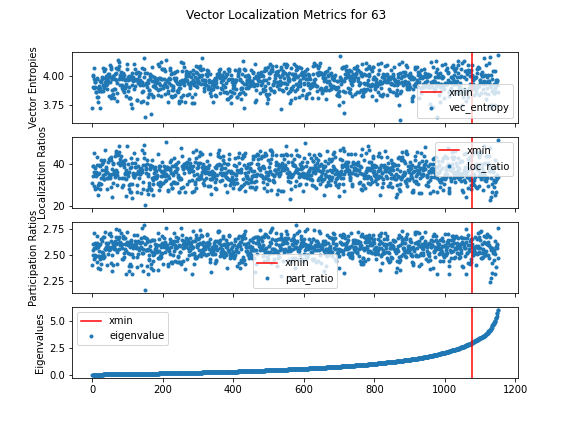 Vector Localization Metrics for 63
Vector Entropies
4.00
3.75
xmin
vec_entropy
Localization Ratios
40
20
xmin
loc_ratio
Participation Ratios
2.75
2.50
2.25
xmin
part_ratio
Eigenvalues
5.0
2.5
0.0
xmin
eigenvalue
0 200 400 600 800 1000 1200